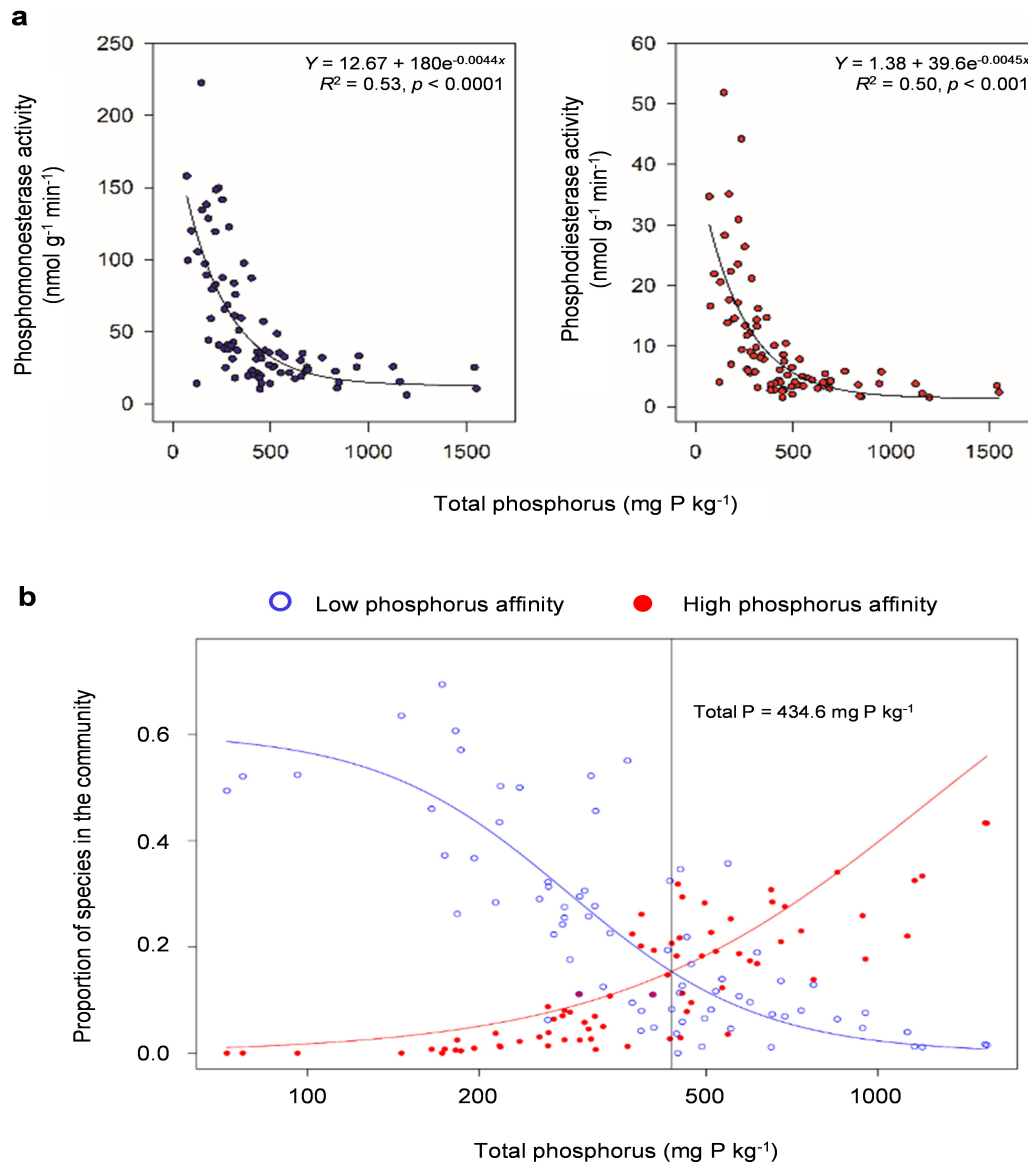 a
Y = 12.67 + 180e-0.0044x
R2 = 0.53, p < 0.0001
Phosphomonoesterase activity
(nmol g-1 min-1)
250
200
150
100
50
0
0 500 1000 1500
Y = 1.38 + 39.6e-0.0045x
R2 = 0.50, p < 0.001
Phosphodiesterase activity
(nmol g-1 min-1)
60
50
40
30
20
10
0
0 500 1000 1500
Total phosphorus (mg P kg-1)
b
Low phosphorus affinity
High phosphorus affinity
Total P = 434.6 mg P kg-1
Proportion of species in the community
0.6
0.4
0.2
0.0
100 200 500 1000
Total phosphorus (mg P kg-1)